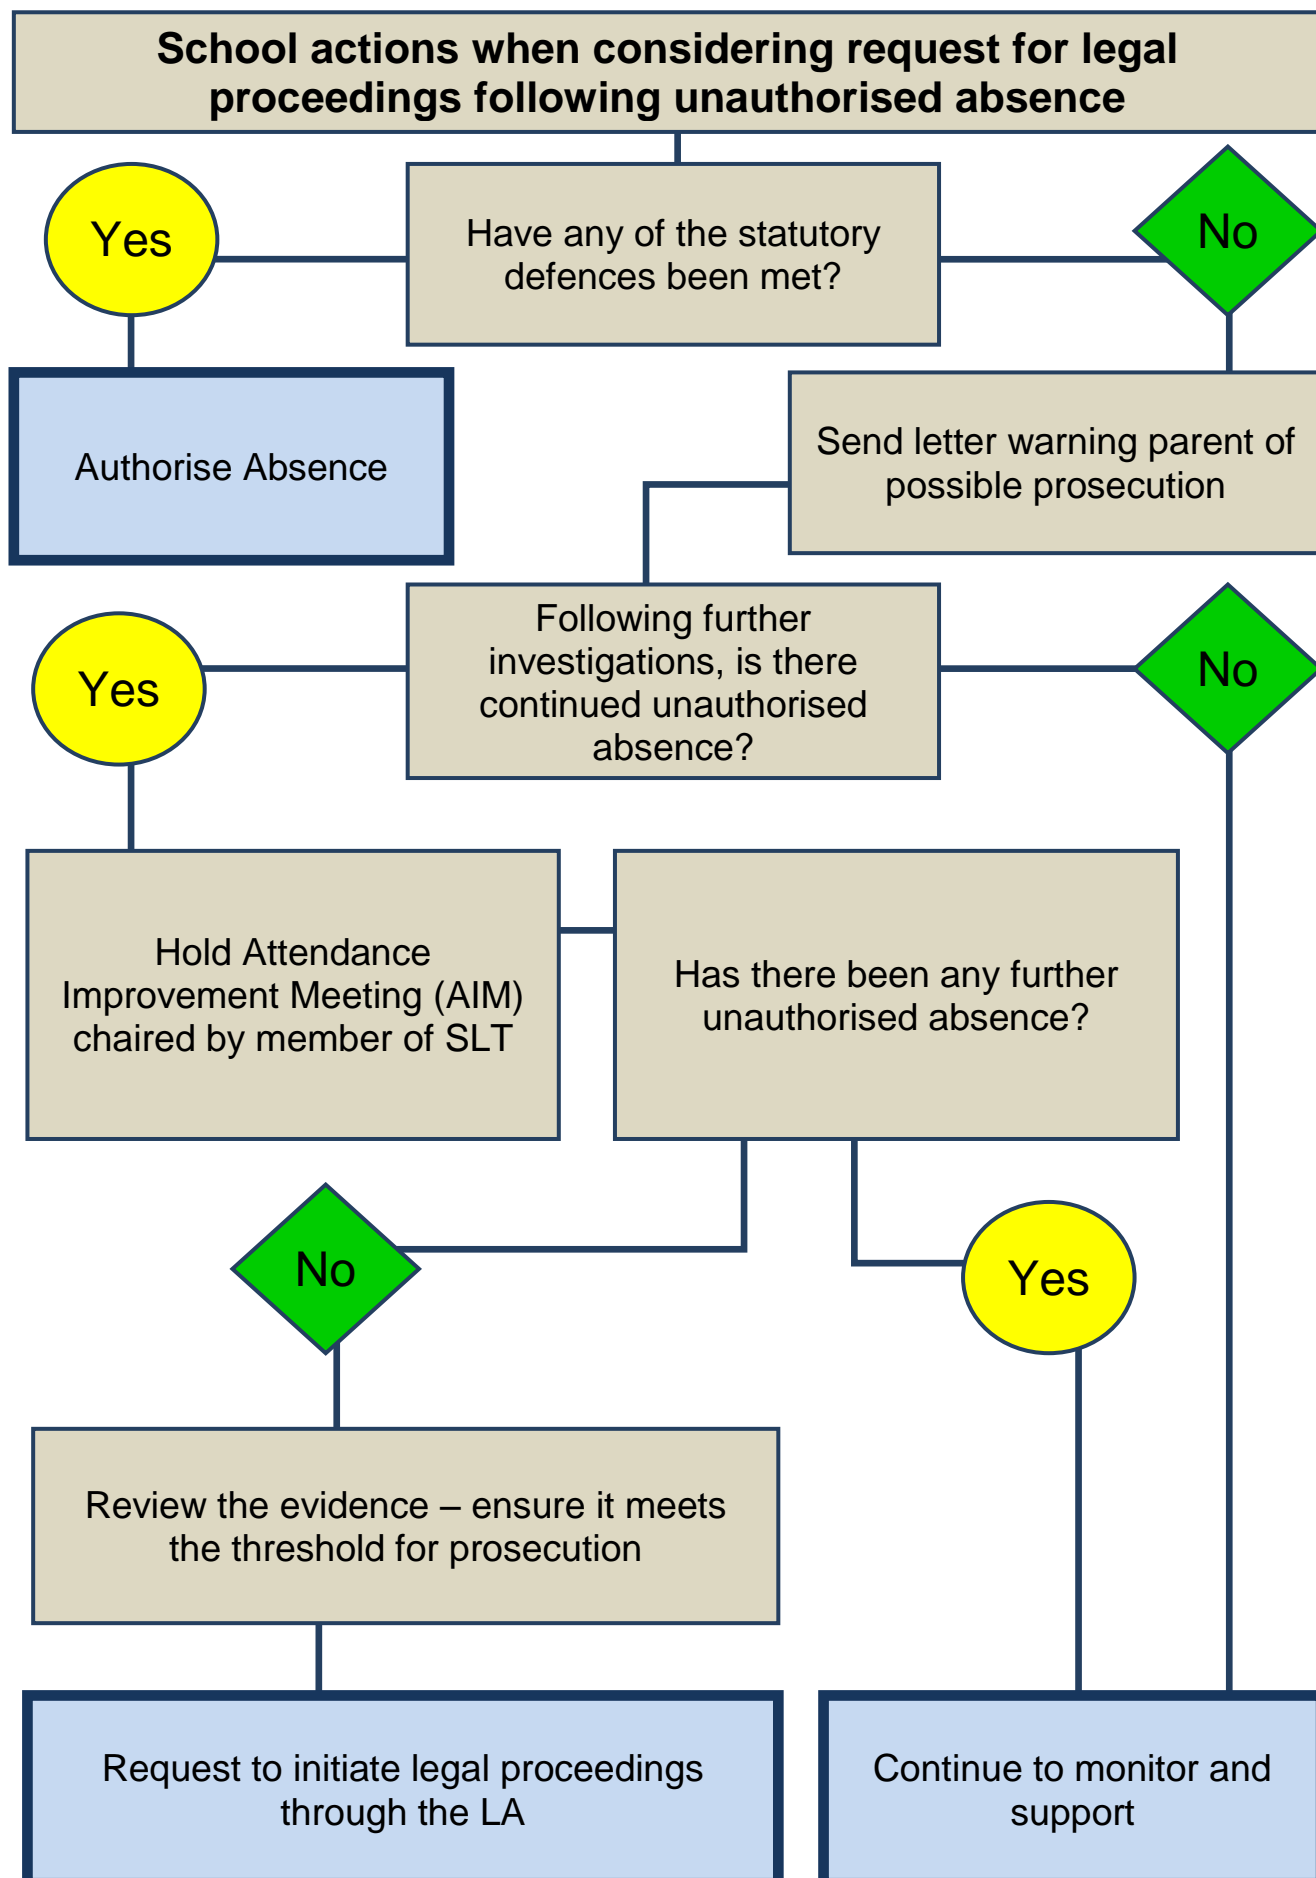 School actions when considering request for legal
proceedings following unauthorised absence
Yes
Have any of the statutory
defences been met?
No
Authorise Absence
Send letter warning parent of
possible prosecution
Yes
Following further
investigations, is there
continued unauthorised
absence?
No
Hold Attendance
Improvement Meeting (AIM)
chaired by member of SLT
Has there been any further
unauthorised absence?
No
Yes
Review the evidence – ensure it meets
the threshold for prosecution
Request to initiate legal proceedings
through the LA
Continue to monitor and
support